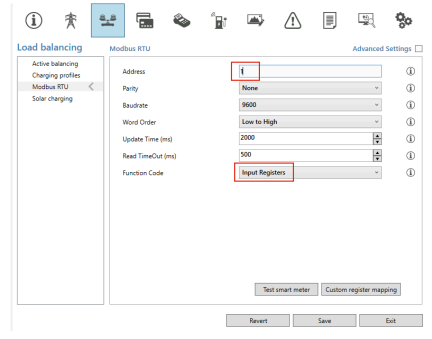 Load balancing
Modbus RTU
Advanced Settings
Active balancing
Charging profiles
Modbus RTU
Solar charging
Address
1
Parity
None
Baudrate
9600
Word Order
Low to High
Update Time (ms)
2000
Read TimeOut (ms)
500
Function Code
Input Registers
Test smart meter
Custom register mapping
Revert
Save
Exit